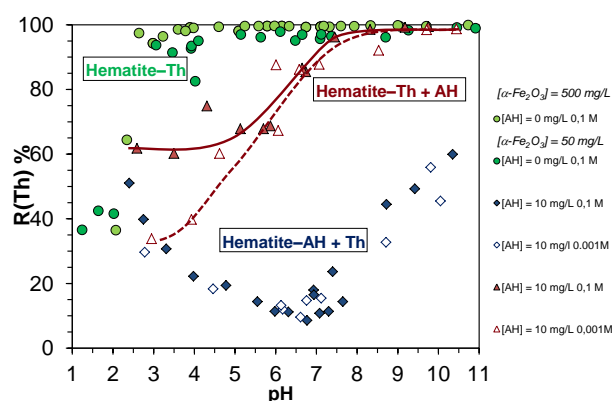 100
80
60
40
20
0
R(Th) %
1 2 3 4 5 6 7 8 9 10 11
pH
Hematite–Th
Hematite–Th + AH
Hematite–AH + Th
[α-Fe2O3] = 500 mg/L
[AH] = 0 mg/L 0,1 M
[α-Fe2O3] = 50 mg/L
[AH] = 0 mg/L 0,1 M
[AH] = 10 mg/L 0,1 M
[AH] = 10 mg/l 0.001M
[AH] = 10 mg/L 0,1 M
[AH] = 10 mg/L 0,001M